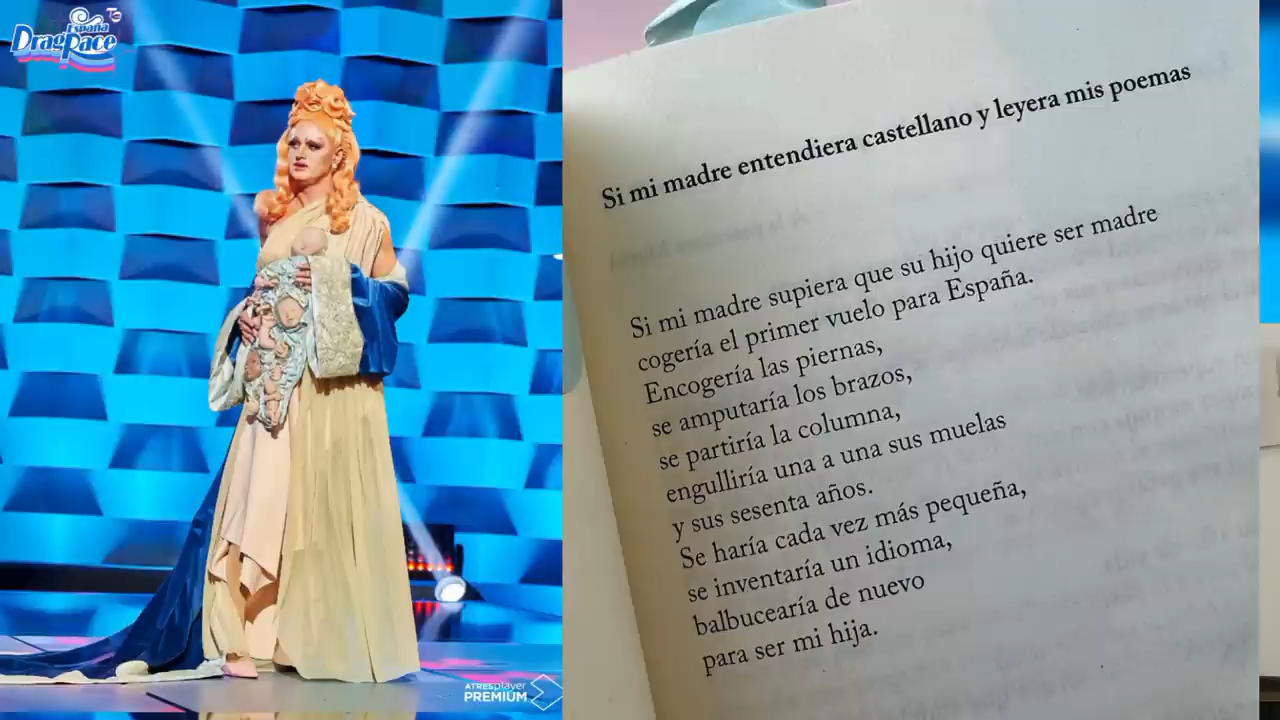 España
Drag Race
Si mi madre entendiera castellano y leyera mis poemas
Si mi madre supiera que su hijo quiere ser madre
cogería el primer vuelo para España.
Encogería las piernas,
se amputaría los brazos,
se partiría la columna,
engulliría una a una sus muelas
y sus sesenta años.
Se haría cada vez más pequeña,
se inventaría un idioma,
balbucearía de nuevo
para ser mi hija.
ATRESplayer
PREMIUM